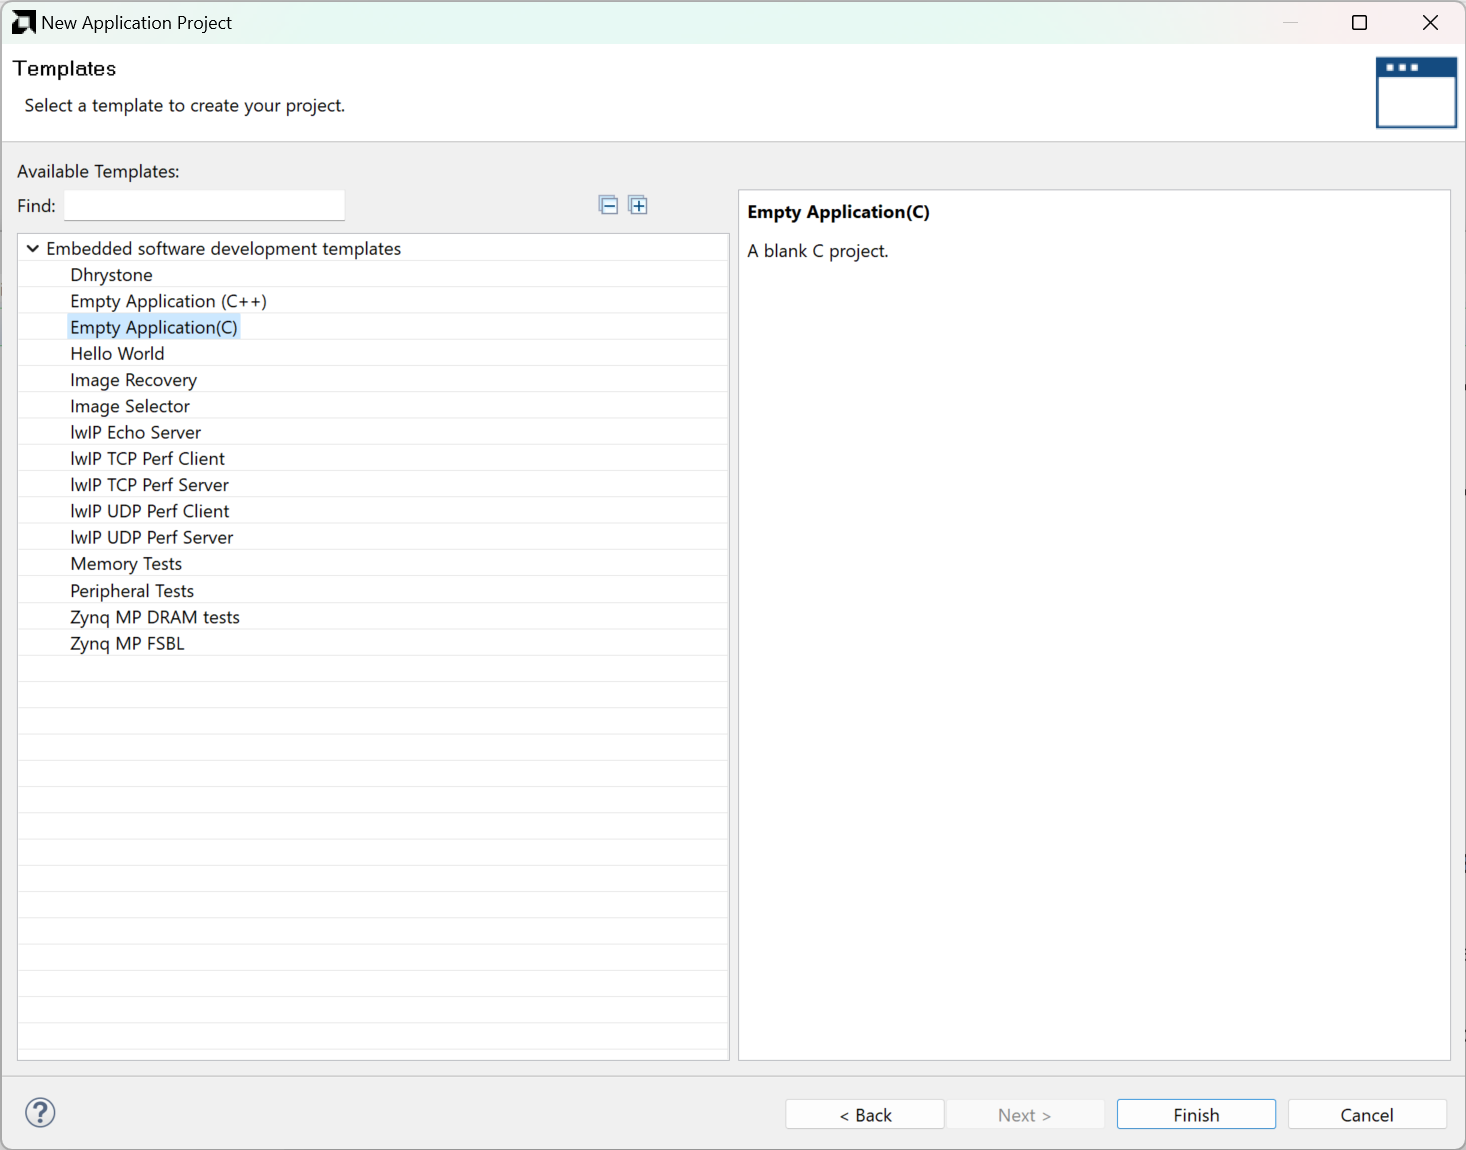 New Application Project
Templates
Select a template to create your project.
Available Templates:
Find:
Embedded software development templates
Dhrystone
Empty Application (C++)
Empty Application(C)
Hello World
Image Recovery
Image Selector
lwIP Echo Server
lwIP TCP Perf Client
lwIP TCP Perf Server
lwIP UDP Perf Client
lwIP UDP Perf Server
Memory Tests
Peripheral Tests
Zynq MP DRAM tests
Zynq MP FSBL
Empty Application(C)
A blank C project.
?
< Back
Next >
Finish
Cancel